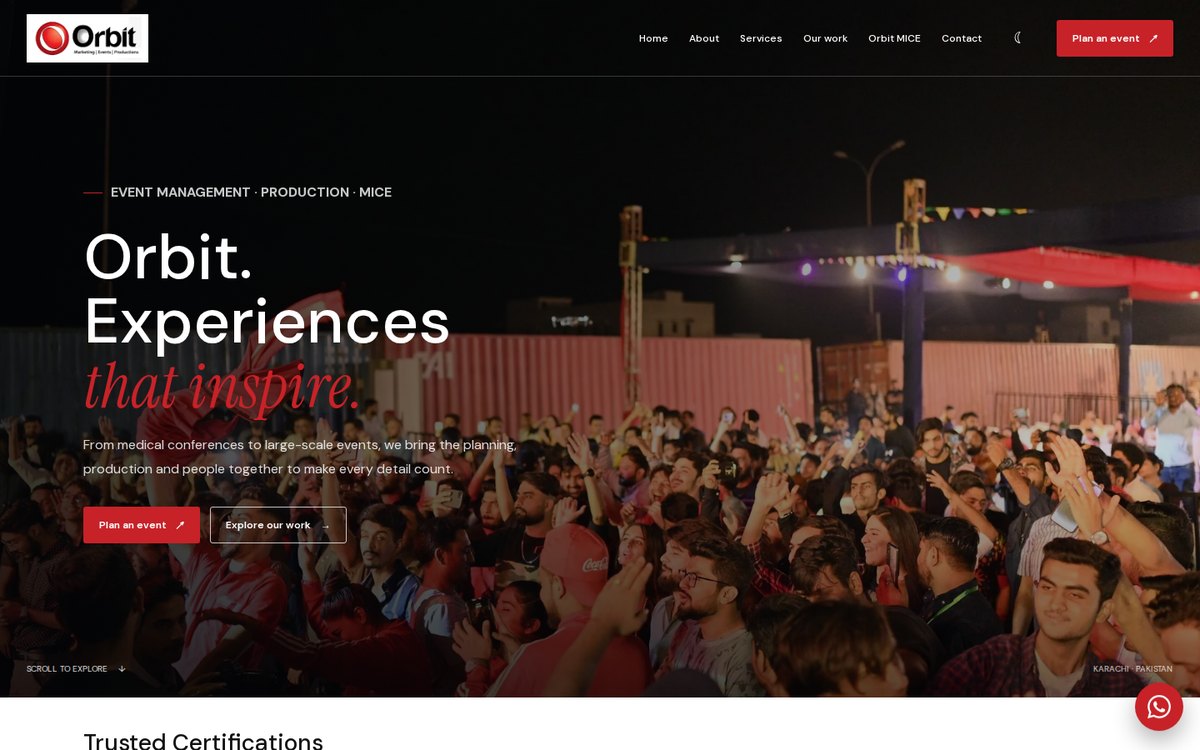 Orbit
Marketing | Events | Productions
Home
About
Services
Our work
Orbit MICE
Contact
Plan an event ↗
EVENT MANAGEMENT · PRODUCTION · MICE
Orbit.
Experiences
that inspire.
From medical conferences to large-scale events, we bring the planning,
production and people together to make every detail count.
Plan an event ↗
Explore our work →
Coca-Cola
SCROLL TO EXPLORE ↓
KARACHI · PAKISTAN
Trusted Certifications